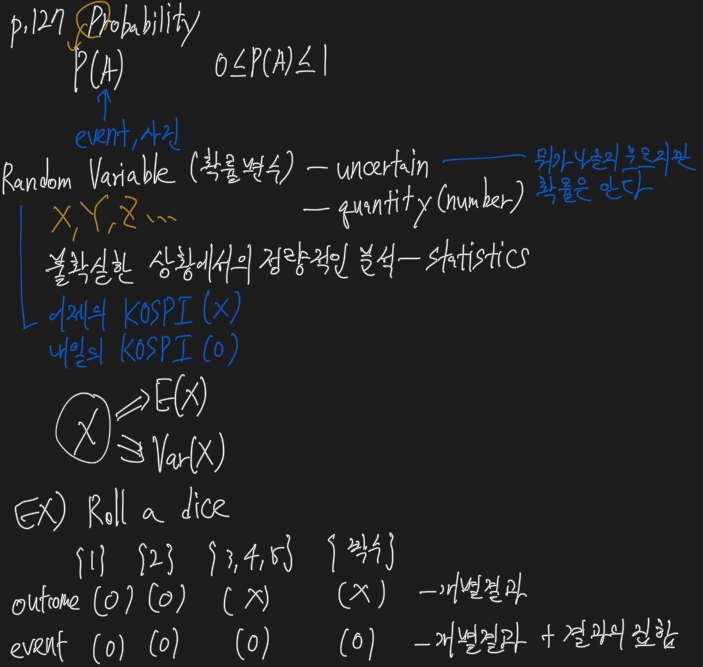 p.127 Probability
P(A) 0≤P(A)≤1
event, 사건
Random Variable (확률변수) — uncertain — 뭐가 나올지 모르지만
확률은 안다
— quantity (number)
X, Y, Z ...
불확실한 상황에서의 정량적인 분석 — statistics
어제의 KOSPI (X)
내일의 KOSPI (O)
X ⇒ E(X)
⇒ Var(X)
EX) Roll a dice
{1} {2} {3,4,5} {짝수}
outcome (O) (O) (X) (X) — 개별결과
event (O) (O) (O) (O) — 개별결과 + 결과의 집합